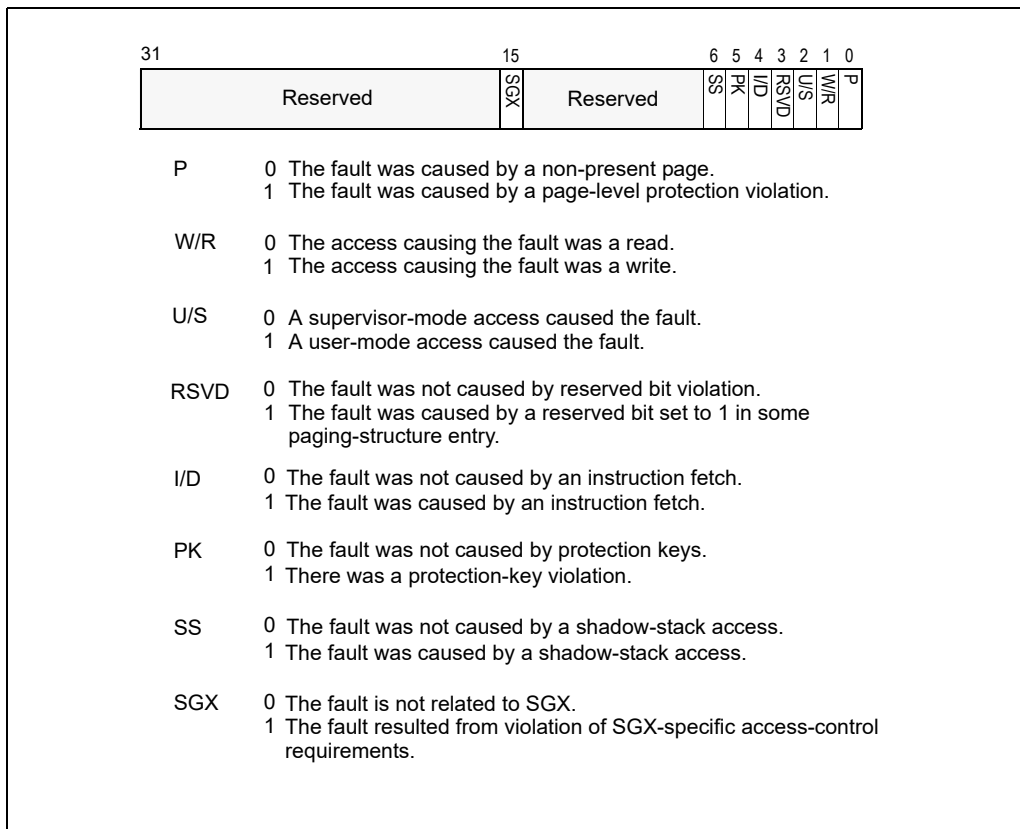 31 15 6 5 4 3 2 1 0
Reserved SGX Reserved SS PK I/D RSVD U/S W/R P
P 0 The fault was caused by a non-present page.
1 The fault was caused by a page-level protection violation.
W/R 0 The access causing the fault was a read.
1 The access causing the fault was a write.
U/S 0 A supervisor-mode access caused the fault.
1 A user-mode access caused the fault.
RSVD 0 The fault was not caused by reserved bit violation.
1 The fault was caused by a reserved bit set to 1 in some
paging-structure entry.
I/D 0 The fault was not caused by an instruction fetch.
1 The fault was caused by an instruction fetch.
PK 0 The fault was not caused by protection keys.
1 There was a protection-key violation.
SS 0 The fault was not caused by a shadow-stack access.
1 The fault was caused by a shadow-stack access.
SGX 0 The fault is not related to SGX.
1 The fault resulted from violation of SGX-specific access-control
requirements.